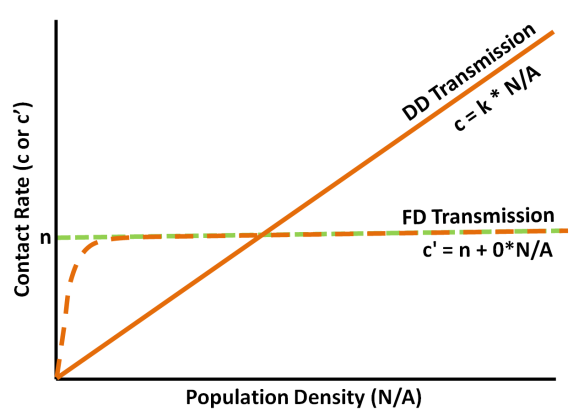 DD Transmission
c = k * N/A
Contact Rate (c or c’)
n
FD Transmission
c' = n + 0*N/A
Population Density (N/A)